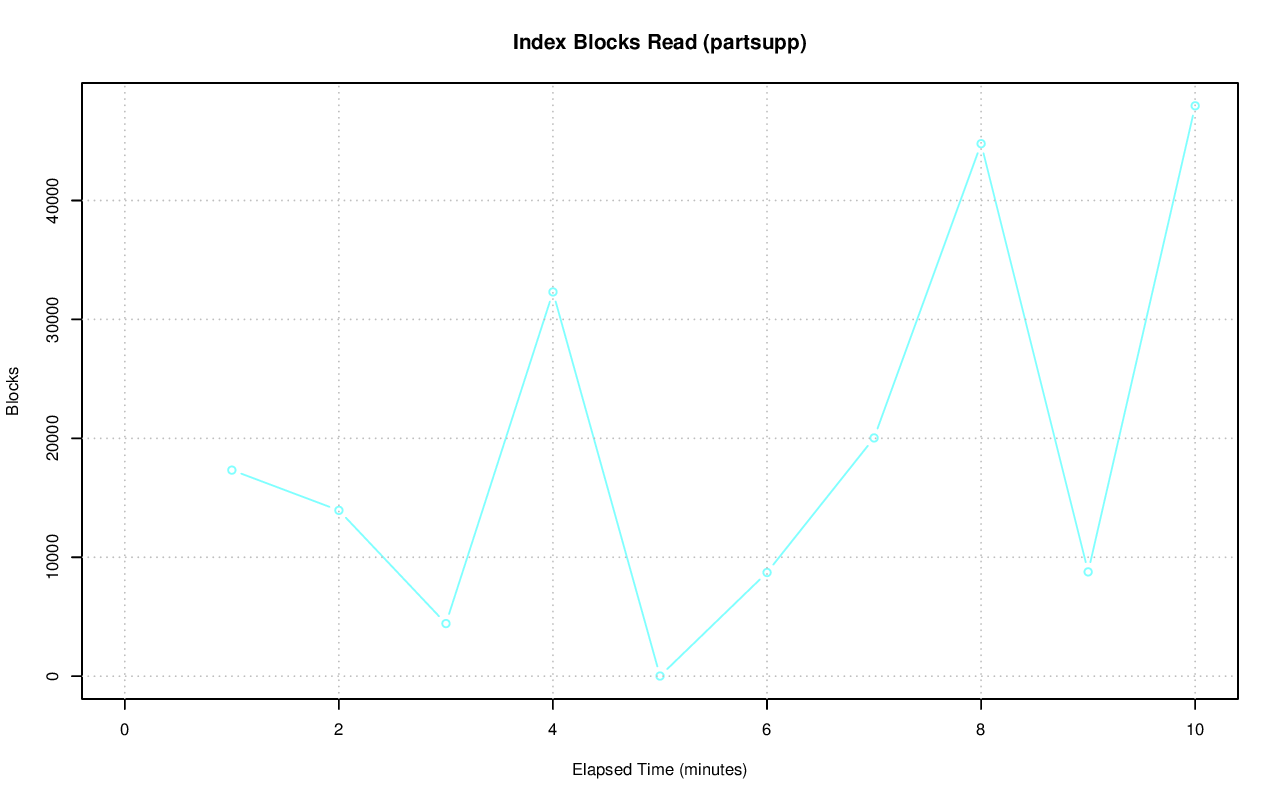 Index Blocks Read (partsupp)
Blocks
40000
30000
20000
10000
0
0 2 4 6 8 10
Elapsed Time (minutes)